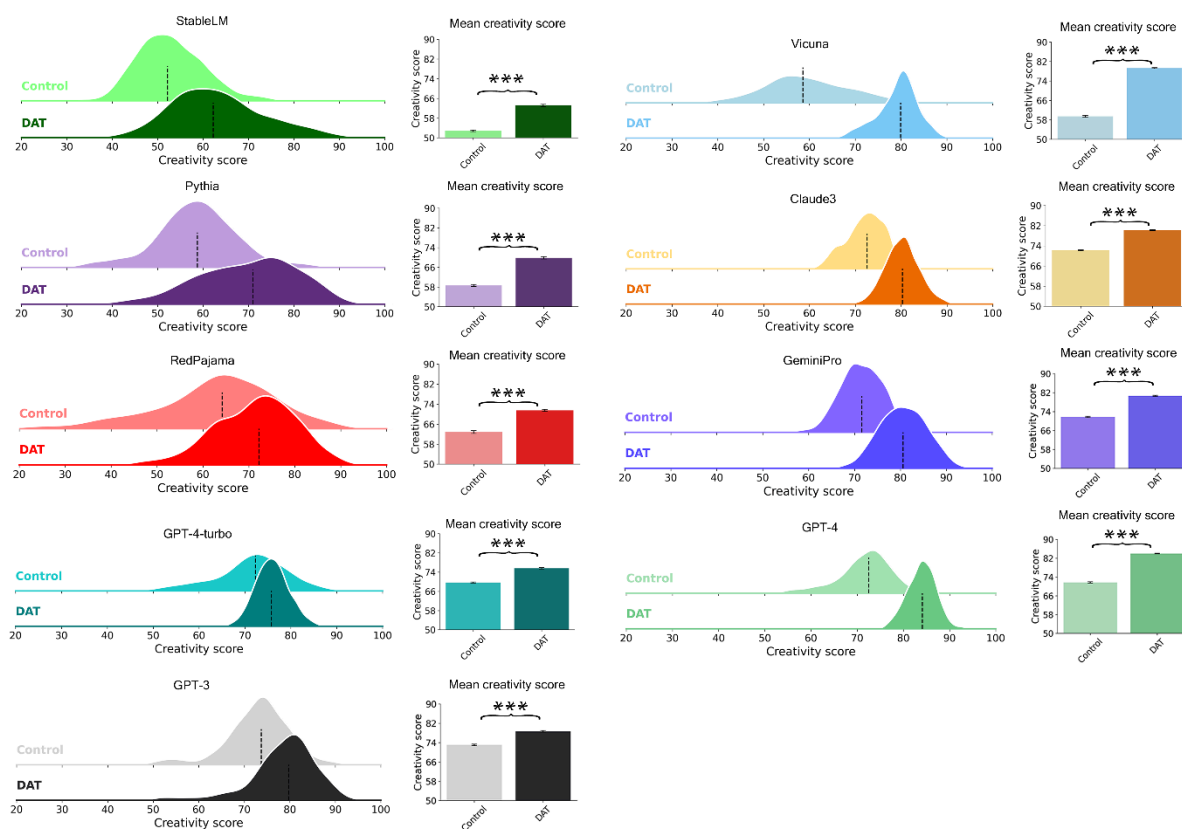 StableLM
Control
DAT
20 30 40 50 60 70 80 90 100
Creativity score
Mean creativity score
Creativity score
90
82
74
66
58
50
***
Control
DAT
Vicuna
Control
DAT
20 30 40 50 60 70 80 90 100
Creativity score
Mean creativity score
Creativity score
90
82
74
66
58
50
***
Control
DAT
Pythia
Control
DAT
20 30 40 50 60 70 80 90 100
Creativity score
Mean creativity score
Creativity score
90
82
74
66
58
50
***
Control
DAT
Claude3
Control
DAT
20 30 40 50 60 70 80 90 100
Creativity score
Mean creativity score
Creativity score
90
82
74
66
58
50
***
Control
DAT
RedPajama
Control
DAT
20 30 40 50 60 70 80 90 100
Creativity score
Mean creativity score
Creativity score
90
82
74
66
58
50
***
Control
DAT
GeminiPro
Control
DAT
20 30 40 50 60 70 80 90 100
Creativity score
Mean creativity score
Creativity score
90
82
74
66
58
50
***
Control
DAT
GPT-4-turbo
Control
DAT
20 30 40 50 60 70 80 90 100
Creativity score
Mean creativity score
Creativity score
90
82
74
66
58
50
***
Control
DAT
GPT-4
Control
DAT
20 30 40 50 60 70 80 90 100
Creativity score
Mean creativity score
Creativity score
90
82
74
66
58
50
***
Control
DAT
GPT-3
Control
DAT
20 30 40 50 60 70 80 90 100
Creativity score
Mean creativity score
Creativity score
90
82
74
66
58
50
***
Control
DAT